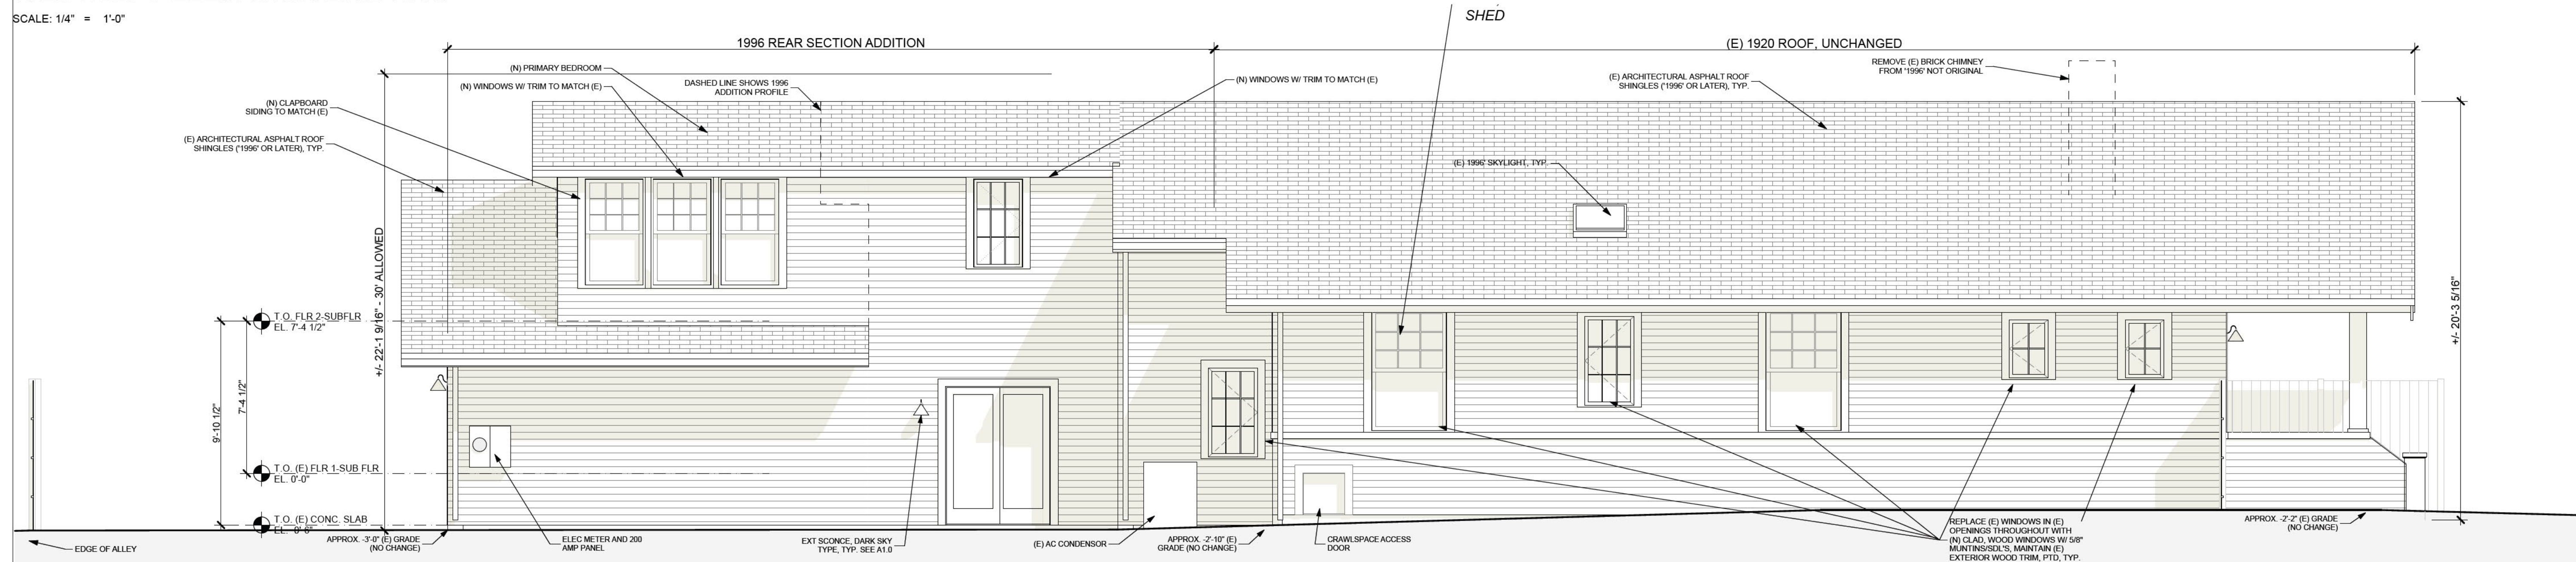 SCALE: 1/4" = 1'-0"
SHED
1996 REAR SECTION ADDITION
(E) 1920 ROOF, UNCHANGED
(N) PRIMARY BEDROOM
(N) WINDOWS W/ TRIM TO MATCH (E)
DASHED LINE SHOWS 1996
ADDITION PROFILE
(N) WINDOWS W/ TRIM TO MATCH (E)
(E) ARCHITECTURAL ASPHALT ROOF
SHINGLES ('1996' OR LATER), TYP.
REMOVE (E) BRICK CHIMNEY
FROM '1996' NOT ORIGINAL
(N) CLAPBOARD
SIDING TO MATCH (E)
(E) ARCHITECTURAL ASPHALT ROOF
SHINGLES ('1996' OR LATER), TYP.
(E) 1996' SKYLIGHT, TYP
+/- 22'-1 9/16" - 30' ALLOWED
+/- 20'-3 5/16"
T.O. FLR 2-SUBFLR
EL. 7'-4 1/2"
9'-10 1/2"
7'-4 1/2"
T.O. (E) FLR 1-SUB FLR
EL. 0'-0"
T.O. (E) CONC. SLAB
APPROX. -3'-0" (E) GRADE
(NO CHANGE)
EDGE OF ALLEY
ELEC METER AND 200
AMP PANEL
EXT SCONCE, DARK SKY
TYPE, TYP. SEE A1.0
(E) AC CONDENSOR
APPROX. -2'-10" (E)
GRADE (NO CHANGE)
CRAWLSPACE ACCESS
DOOR
REPLACE (E) WINDOWS IN (E)
OPENINGS THROUGHOUT WITH
(N) CLAD, WOOD WINDOWS W/ 5/8"
MUNTINS/SDL'S, MAINTAIN (E)
EXTERIOR WOOD TRIM, PTD, TYP.
APPROX. -2'-2" (E) GRADE
(NO CHANGE)